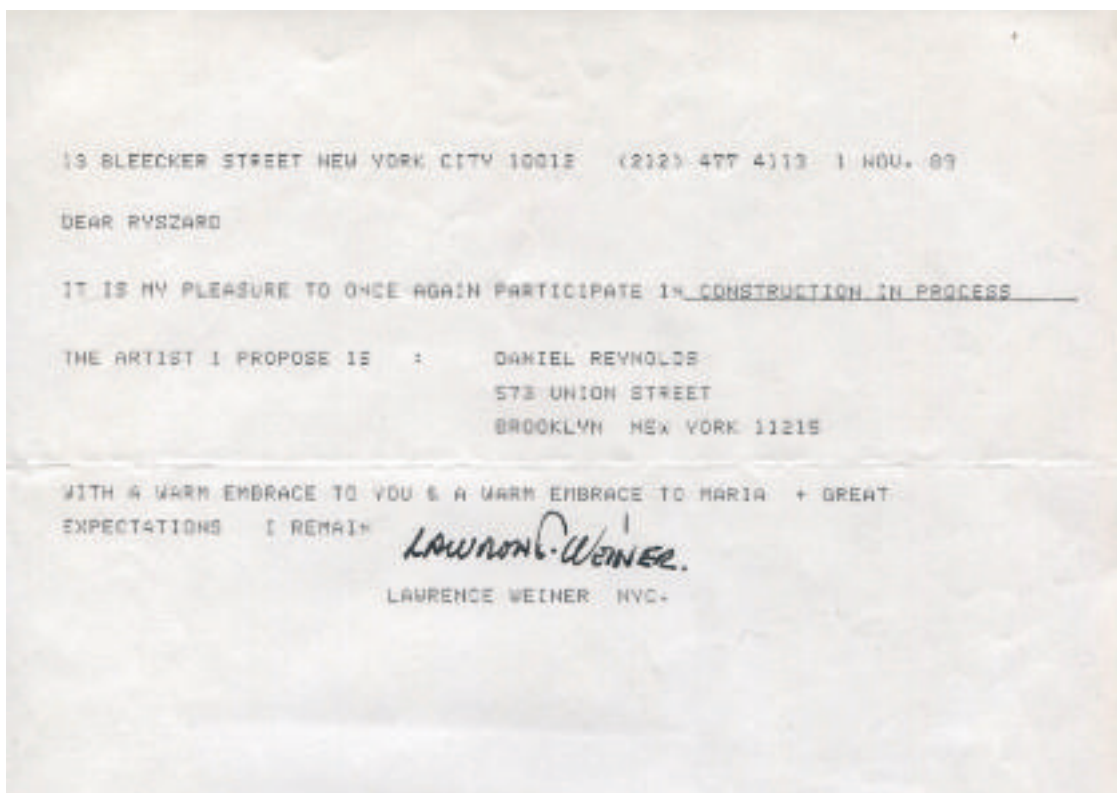 13 BLEECKER STREET NEW YORK CITY 10012 (212) 477 4113 1 NOV. 89
DEAR RYSZARD
IT IS MY PLEASURE TO ONCE AGAIN PARTICIPATE IN CONSTRUCTION IN PROCESS
THE ARTIST I PROPOSE IS : DANIEL REYNOLDS
573 UNION STREET
BROOKLYN NEW YORK 11215
WITH A WARM EMBRACE TO YOU & A WARM EMBRACE TO MARIA + GREAT
EXPECTATIONS I REMAIN
LAWRENCE WEINER.
LAWRENCE WEINER NYC.